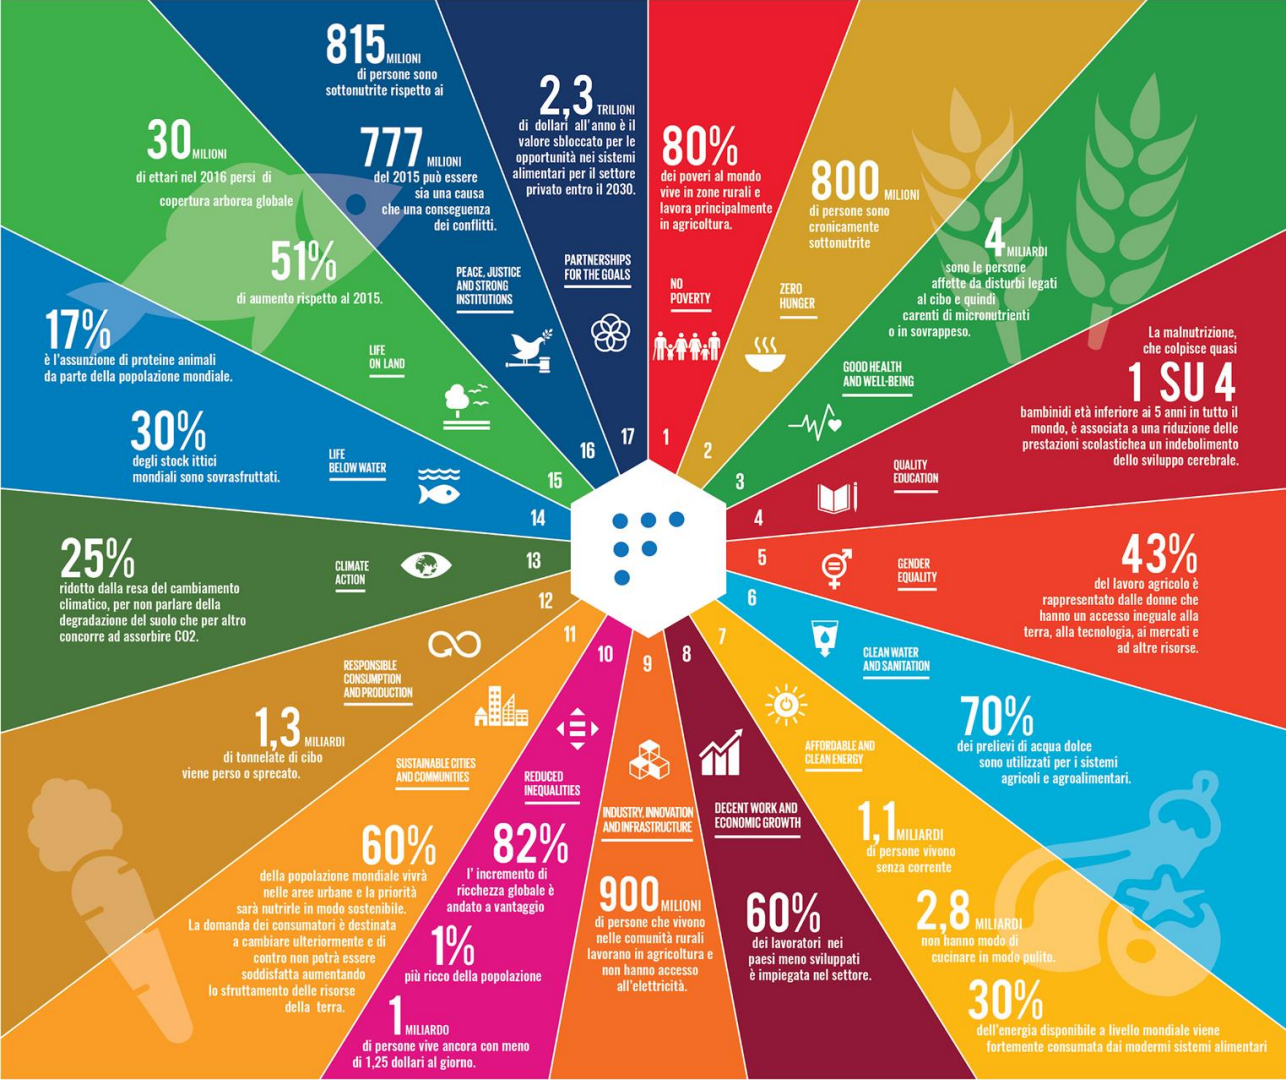 80%
dei poveri al mondo
vive in zone rurali e
lavora principalmente
in agricoltura.
NO
POVERTY
1
800 MILIONI
di persone sono
cronicamente
sottonutrite
ZERO
HUNGER
2
4 MILIARDI
sono le persone
affette da disturbi legati
al cibo e quindi
carenti di micronutrienti
o in sovrappeso.
GOOD HEALTH
AND WELL-BEING
3
La malnutrizione,
che colpisce quasi
1 SU 4
bambinidi età inferiore ai 5 anni in tutto il
mondo, è associata a una riduzione delle
prestazioni scolastichea un indebolimento
dello sviluppo cerebrale.
QUALITY
EDUCATION
4
43%
del lavoro agricolo è
rappresentato dalle donne che
hanno un accesso ineguale alla
terra, alla tecnologia, ai mercati e
ad altre risorse.
GENDER
EQUALITY
5
6
CLEAN WATER
AND SANITATION
70%
dei prelievi di acqua dolce
sono utilizzati per i sistemi
agricoli e agroalimentari.
7
AFFORDABLE AND
CLEAN ENERGY
1,1 MILIARDI
di persone vivono
senza corrente
2,8 MILIARDI
non hanno modo di
cucinare in modo pulito.
30%
dell'energia disponibile a livello mondiale viene
fortemente consumata dai modermi sistemi alimentari
8
DECENT WORK AND
ECONOMIC GROWTH
60%
dei lavoratori nei
paesi meno sviluppati
è impiegata nel settore.
9
INDUSTRY, INNOVATION
AND INFRASTRUCTURE
900 MILIONI
di persone che vivono
nelle comunità rurali
lavorano in agricoltura e
non hanno accesso
all'elettricità.
10
REDUCED
INEQUALITIES
82%
l' incremento di
ricchezza globale è
andato a vantaggio
1%
più ricco della popolazione
1 MILIARDO
di persone vive ancora con meno
di 1,25 dollari al giorno.
11
SUSTAINABLE CITIES
AND COMMUNITIES
60%
della popolazione mondiale vivrà
nelle aree urbane e la priorità
sarà nutrirle in modo sostenibile.
La domanda dei consumatori è destinata
a cambiare ulteriormente e di
contro non potrà essere
soddisfatta aumentando
lo sfruttamento delle risorse
della terra.
12
RESPONSIBLE
CONSUMPTION
AND PRODUCTION
1,3 MILIARDI
di tonnelate di cibo
viene perso o sprecato.
13
CLIMATE
ACTION
25%
ridotto dalla resa del cambiamento
climatico, per non parlare della
degradazione del suolo che per altro
concorre ad assorbire CO2.
14
LIFE
BELOW WATER
17%
è l'assunzione di proteine animali
da parte della popolazione mondiale.
30%
degli stock ittici
mondiali sono sovrasfruttati.
15
LIFE
ON LAND
30 MILIONI
di ettari nel 2016 persi di
copertura arborea globale
51%
di aumento rispetto al 2015.
16
PEACE, JUSTICE
AND STRONG
INSTITUTIONS
815 MILIONI
di persone sono
sottonutrite rispetto ai
777 MILIONI
del 2015 può essere
sia una causa
che una conseguenza
dei conflitti.
17
PARTNERSHIPS
FOR THE GOALS
2,3 TRILIONI
di dollari all'anno è il
valore sbloccato per le
opportunità nei sistemi
alimentari per il settore
privato entro il 2030.